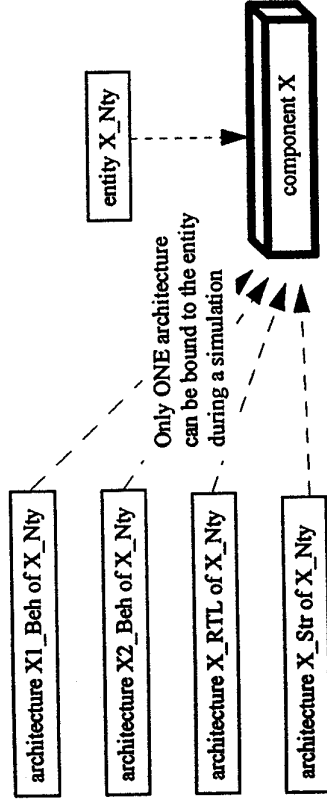 architecture X1_Beh of X_Nty
architecture X2_Beh of X_Nty
architecture X_RTL of X_Nty
architecture X_Str of X_Nty
Only ONE architecture
can be bound to the entity
during a simulation
entity X_Nty
component X